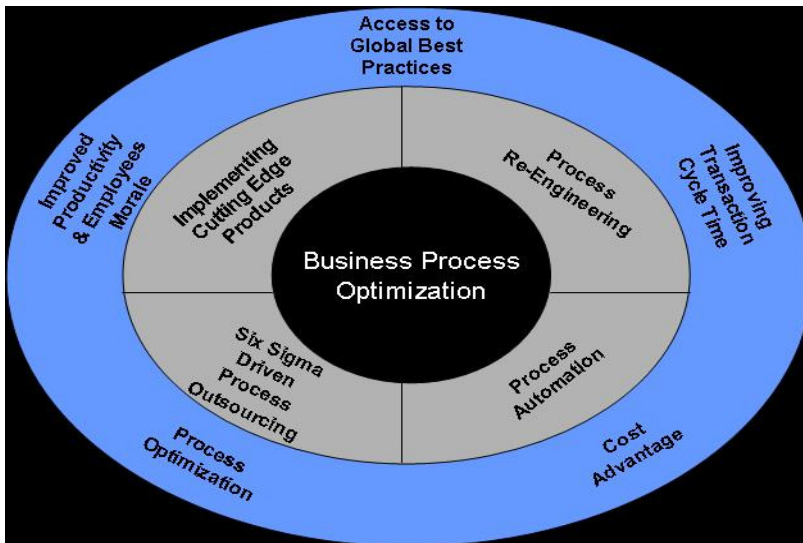 Access to
Global Best
Practices
Improved
Productivity
& Employees
Morale
Implementing
Cutting Edge
Products
Process
Re-Engineering
Improving
Transaction
Cycle Time
Business Process
Optimization
Six Sigma
Driven
Process
Outsourcing
Process
Automation
Process
Optimization
Cost
Advantage